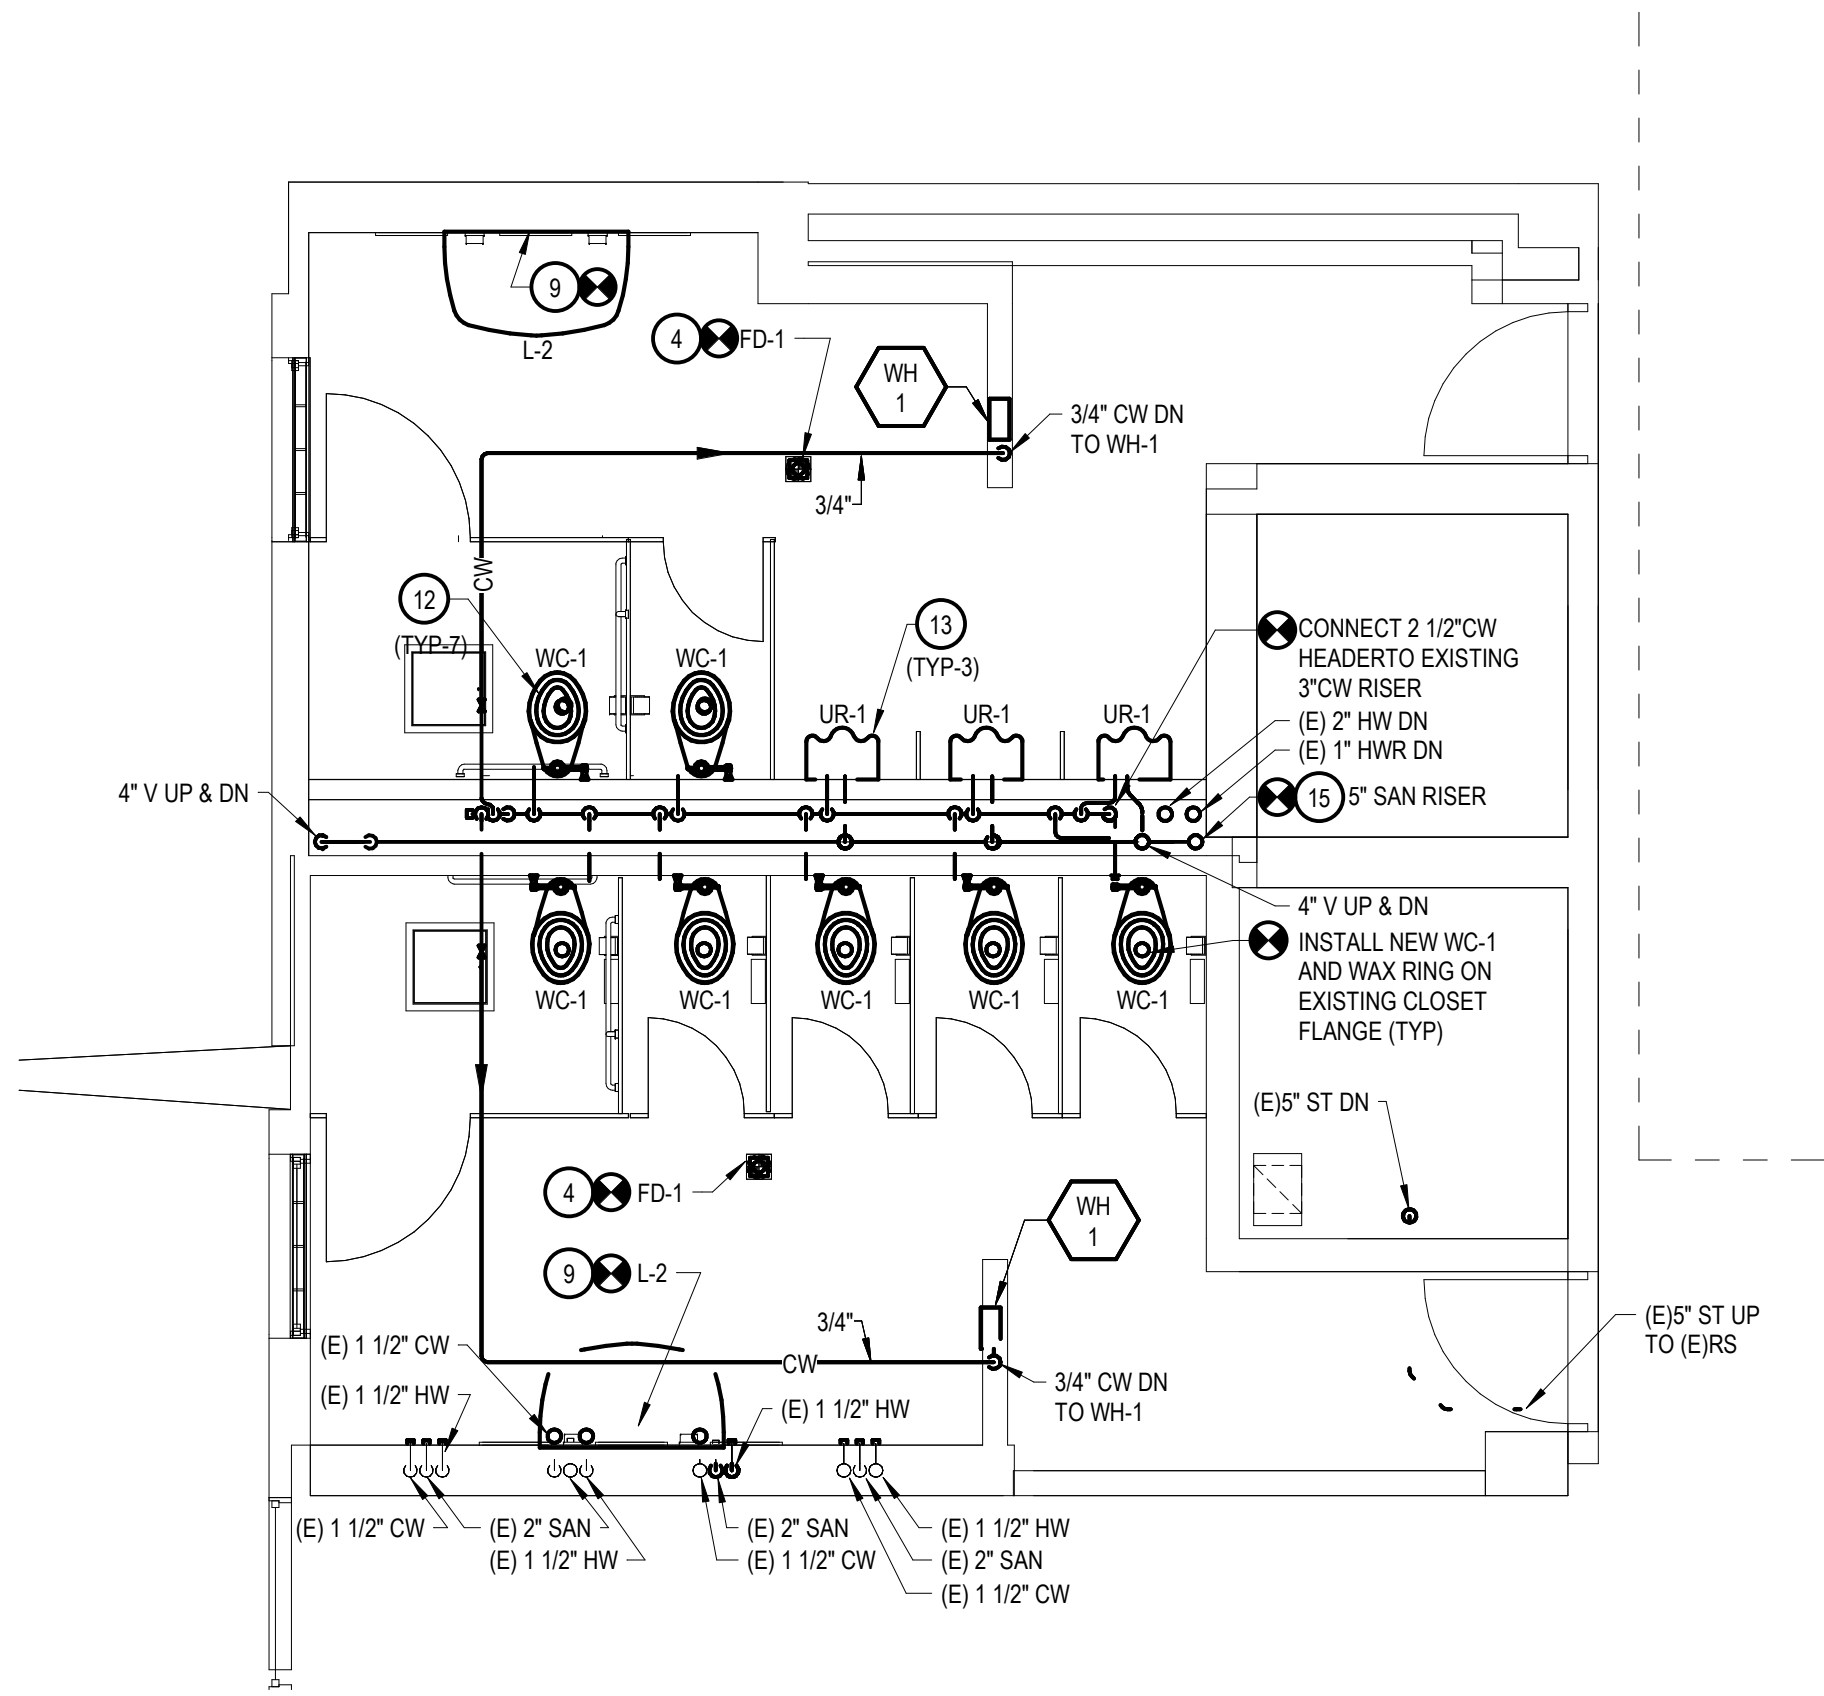 9
L-2
4
FD-1
WH
1
3/4" CW DN
TO WH-1
3/4"
CW
12
(TYP-7)
13
(TYP-3)
WC-1
WC-1
UR-1
UR-1
UR-1
CONNECT 2 1/2"CW
HEADERTO EXISTING
3"CW RISER
(E) 2" HW DN
(E) 1" HWR DN
15
5" SAN RISER
4" V UP & DN
4" V UP & DN
INSTALL NEW WC-1
AND WAX RING ON
EXISTING CLOSET
FLANGE (TYP)
WC-1
WC-1
WC-1
WC-1
WC-1
(E)5" ST DN
4
FD-1
WH
1
9
L-2
3/4"
(E)5" ST UP
TO (E)RS
(E) 1 1/2" CW
CW
3/4" CW DN
TO WH-1
(E) 1 1/2" HW
(E) 1 1/2" HW
(E) 1 1/2" CW
(E) 2" SAN
(E) 2" SAN
(E) 1 1/2" HW
(E) 1 1/2" HW
(E) 1 1/2" CW
(E) 2" SAN
(E) 1 1/2" CW